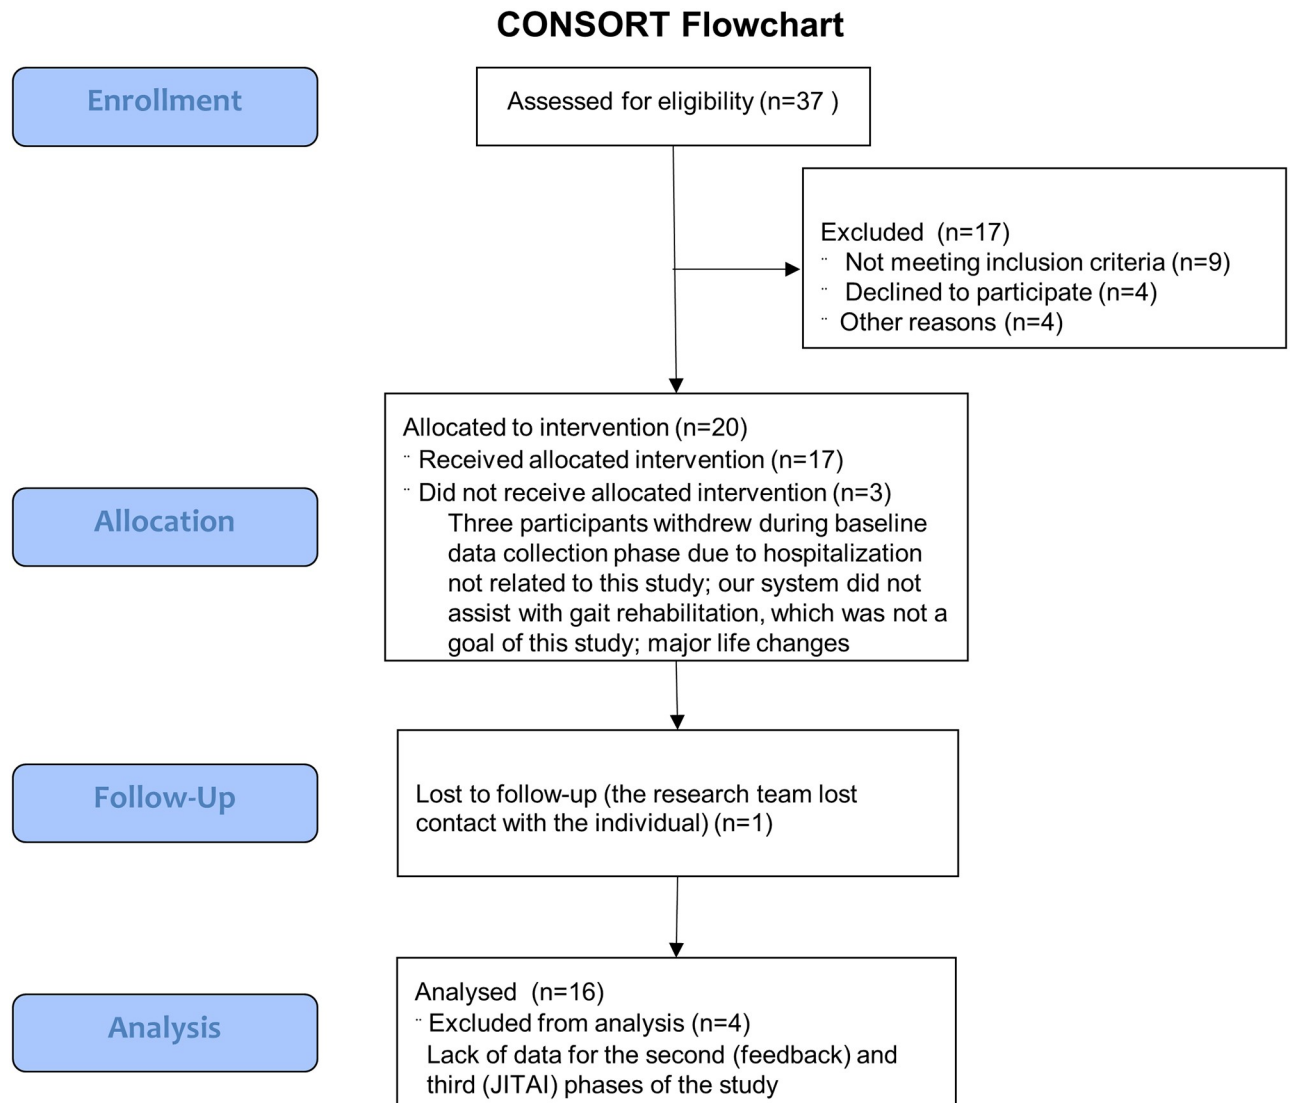 CONSORT Flowchart
Enrollment
Assessed for eligibility (n=37 )
Excluded  (n=17)
¨ Not meeting inclusion criteria (n=9)
¨ Declined to participate (n=4)
¨ Other reasons (n=4)
Allocation
Allocated to intervention (n=20)
¨ Received allocated intervention (n=17)
¨ Did not receive allocated intervention (n=3)
Three participants withdrew during baseline
data collection phase due to hospitalization
not related to this study; our system did not
assist with gait rehabilitation, which was not a
goal of this study; major life changes
Follow-Up
Lost to follow-up (the research team lost
contact with the individual) (n=1)
Analysis
Analysed  (n=16)
¨ Excluded from analysis (n=4)
Lack of data for the second (feedback) and
third (JITAI) phases of the study